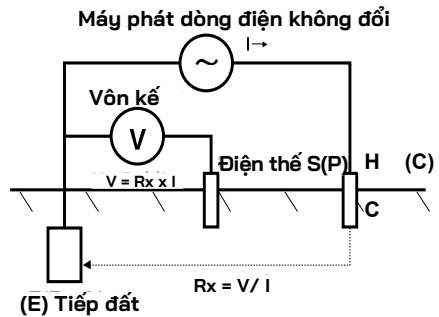 Máy phát dòng điện không đổi
I→
~
Vôn kế
V
Điện thế S(P)
H (C)
V = Rx x I
C
Rx = V/ I
(E) Tiếp đất